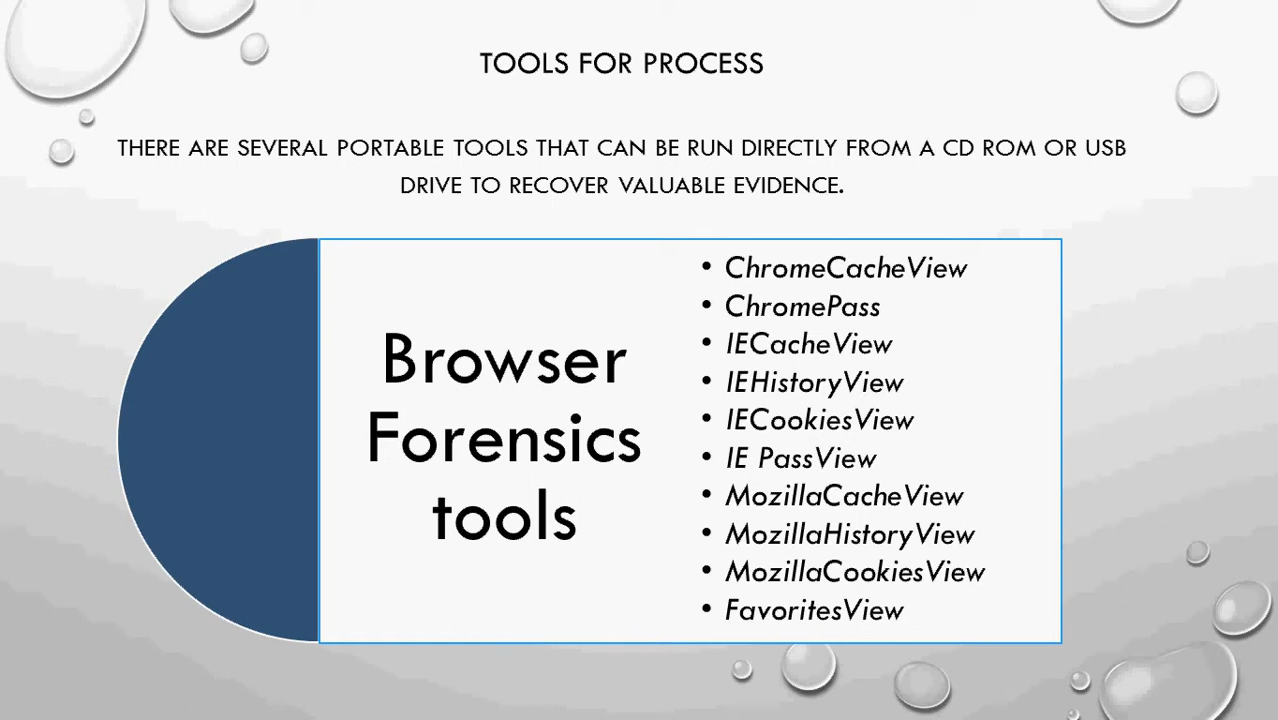 TOOLS FOR PROCESS
THERE ARE SEVERAL PORTABLE TOOLS THAT CAN BE RUN DIRECTLY FROM A CD ROM OR USB
DRIVE TO RECOVER VALUABLE EVIDENCE.
Browser
Forensics
tools
• ChromeCacheView
• ChromePass
• IECacheView
• IEHistoryView
• IECookiesView
• IE PassView
• MozillaCacheView
• MozillaHistoryView
• MozillaCookiesView
• FavoritesView